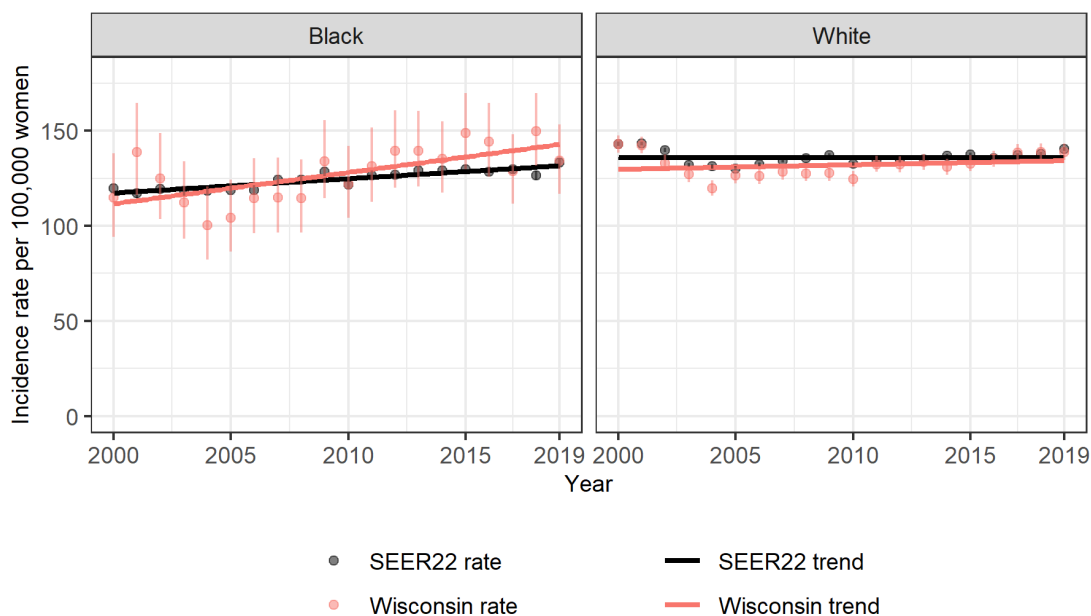 Black
White
Incidence rate per 100,000 women
150
100
50
0
2000 2005 2010 2015 2019
2000 2005 2010 2015 2019
Year
SEER22 rate
SEER22 trend
Wisconsin rate
Wisconsin trend